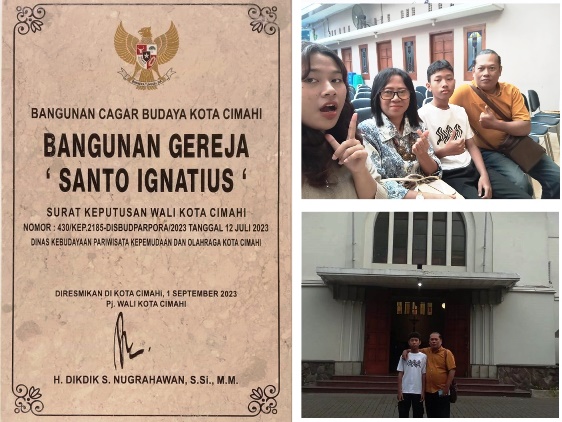 BANGUNAN CAGAR BUDAYA KOTA CIMAHI
BANGUNAN GEREJA
‘ SANTO IGNATIUS ‘
SURAT KEPUTUSAN WALI KOTA CIMAHI
NOMOR : 430/KEP.2185-DISBUDPARPORA/2023 TANGGAL 12 JULI 2023
DINAS KEBUDAYAAN PARIWISATA KEPEMUDAAN DAN OLAHRAGA KOTA CIMAHI
DIRESMIKAN DI KOTA CIMAHI, 1 SEPTEMBER 2023
Pj. WALI KOTA CIMAHI
H. DIKDIK S. NUGRAHAWAN, S.Si., M.M.